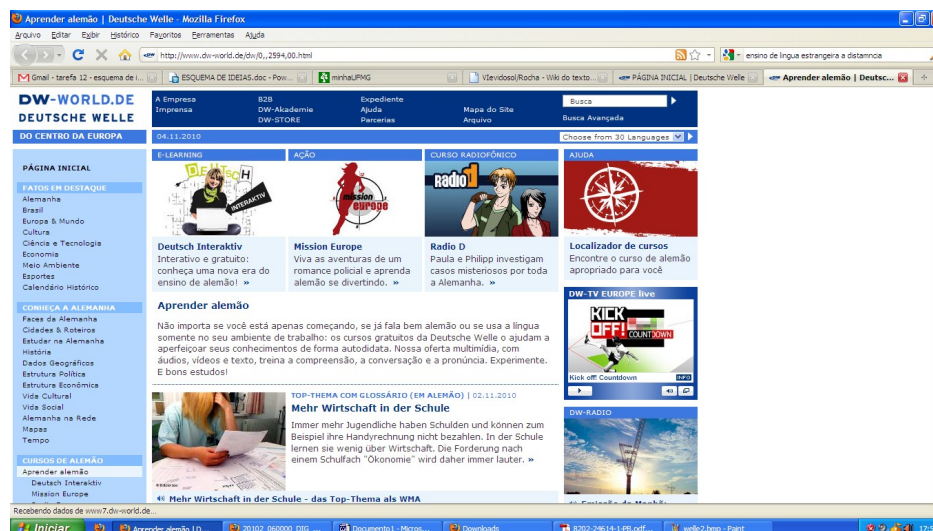 Aprender alemão | Deutsche Welle - Mozilla Firefox
Arquivo Editar Exibir Histórico Favoritos Ferramentas Ajuda
http://www.dw-world.de/dw/0,,2594,00.html
ensino de lingua estrangeira a distamncia
Gmail - tarefa 12 - esquema de i...
ESQUEMA DE IDEIAS.doc - Pow...
minhaUFMG
VIevidosol/Rocha - Wiki do texto...
PÁGINA INICIAL | Deutsche Welle
Aprender alemão | Deutsc...
DW-WORLD.DE
DEUTSCHE WELLE
A Empresa
Imprensa
B2B
DW-Akademie
DW-STORE
Expediente
Ajuda
Parcerias
Mapa do Site
Arquivo
Busca
Busca Avançada
DO CENTRO DA EUROPA
04.11.2010
Choose from 30 Languages
PÁGINA INICIAL
FATOS EM DESTAQUE
Alemanha
Brasil
Europa & Mundo
Cultura
Ciência e Tecnologia
Economia
Meio Ambiente
Esportes
Calendário Histórico
CONHEÇA A ALEMANHA
Faces da Alemanha
Cidades & Roteiros
Estudar na Alemanha
História
Dados Geográficos
Estrutura Política
Estrutura Econômica
Vida Cultural
Vida Social
Alemanha na Rede
Mapas
Tempo
CURSOS DE ALEMÃO
Aprender alemão
Deutsch Interaktiv
Mission Europe
E-LEARNING
DEUTSCH
INTERAKTIV
Deutsch Interaktiv
Interativo e gratuito:
conheça uma nova era do
ensino de alemão! »
AÇÃO
mission
europe
Mission Europe
Viva as aventuras de um
romance policial e aprenda
alemão se divertindo. »
CURSO RADIOFÔNICO
Radio D
Radio D
Paula e Philipp investigam
casos misteriosos por toda
a Alemanha. »
AJUDA
Localizador de cursos
Encontre o curso de alemão
apropriado para você
Aprender alemão
Não importa se você está apenas começando, se já fala bem
alemão ou se usa a língua
somente no seu ambiente de trabalho: os cursos gratuitos da Deutsche Welle o ajudam a
aperfeiçoar seus conhecimentos de forma autodidata. Nossa oferta multimídia, com
áudios, vídeos e texto, treina a compreensão, a conversação e a pronúncia. Experimente.
E bons estudos!
TOP-THEMA COM GLOSSÁRIO (EM ALEMÃO) | 02.11.2010
Mehr Wirtschaft in der Schule
Immer mehr Jugendliche haben Schulden und können zum
Beispiel ihre Handyrechnung nicht bezahlen. In der Schule
lernen sie wenig über Wirtschaft. Die Forderung nach
einem Schulfach "Ökonomie" wird daher immer lauter. »
Mehr Wirtschaft in der Schule - das Top-Thema als WMA
DW-TV EUROPE live
KICK
OFF! COUNTDOWN
Kick off! Countdown
INFO
DW-RADIO
Recebendo dados de www7.dw-world.de...
Iniciar
Aprender alemão | D...
20102_060000_DIG_...
Documento1 - Micros...
Downloads
8202-24614-1-PB.pdf...
welle2.bmp - Paint